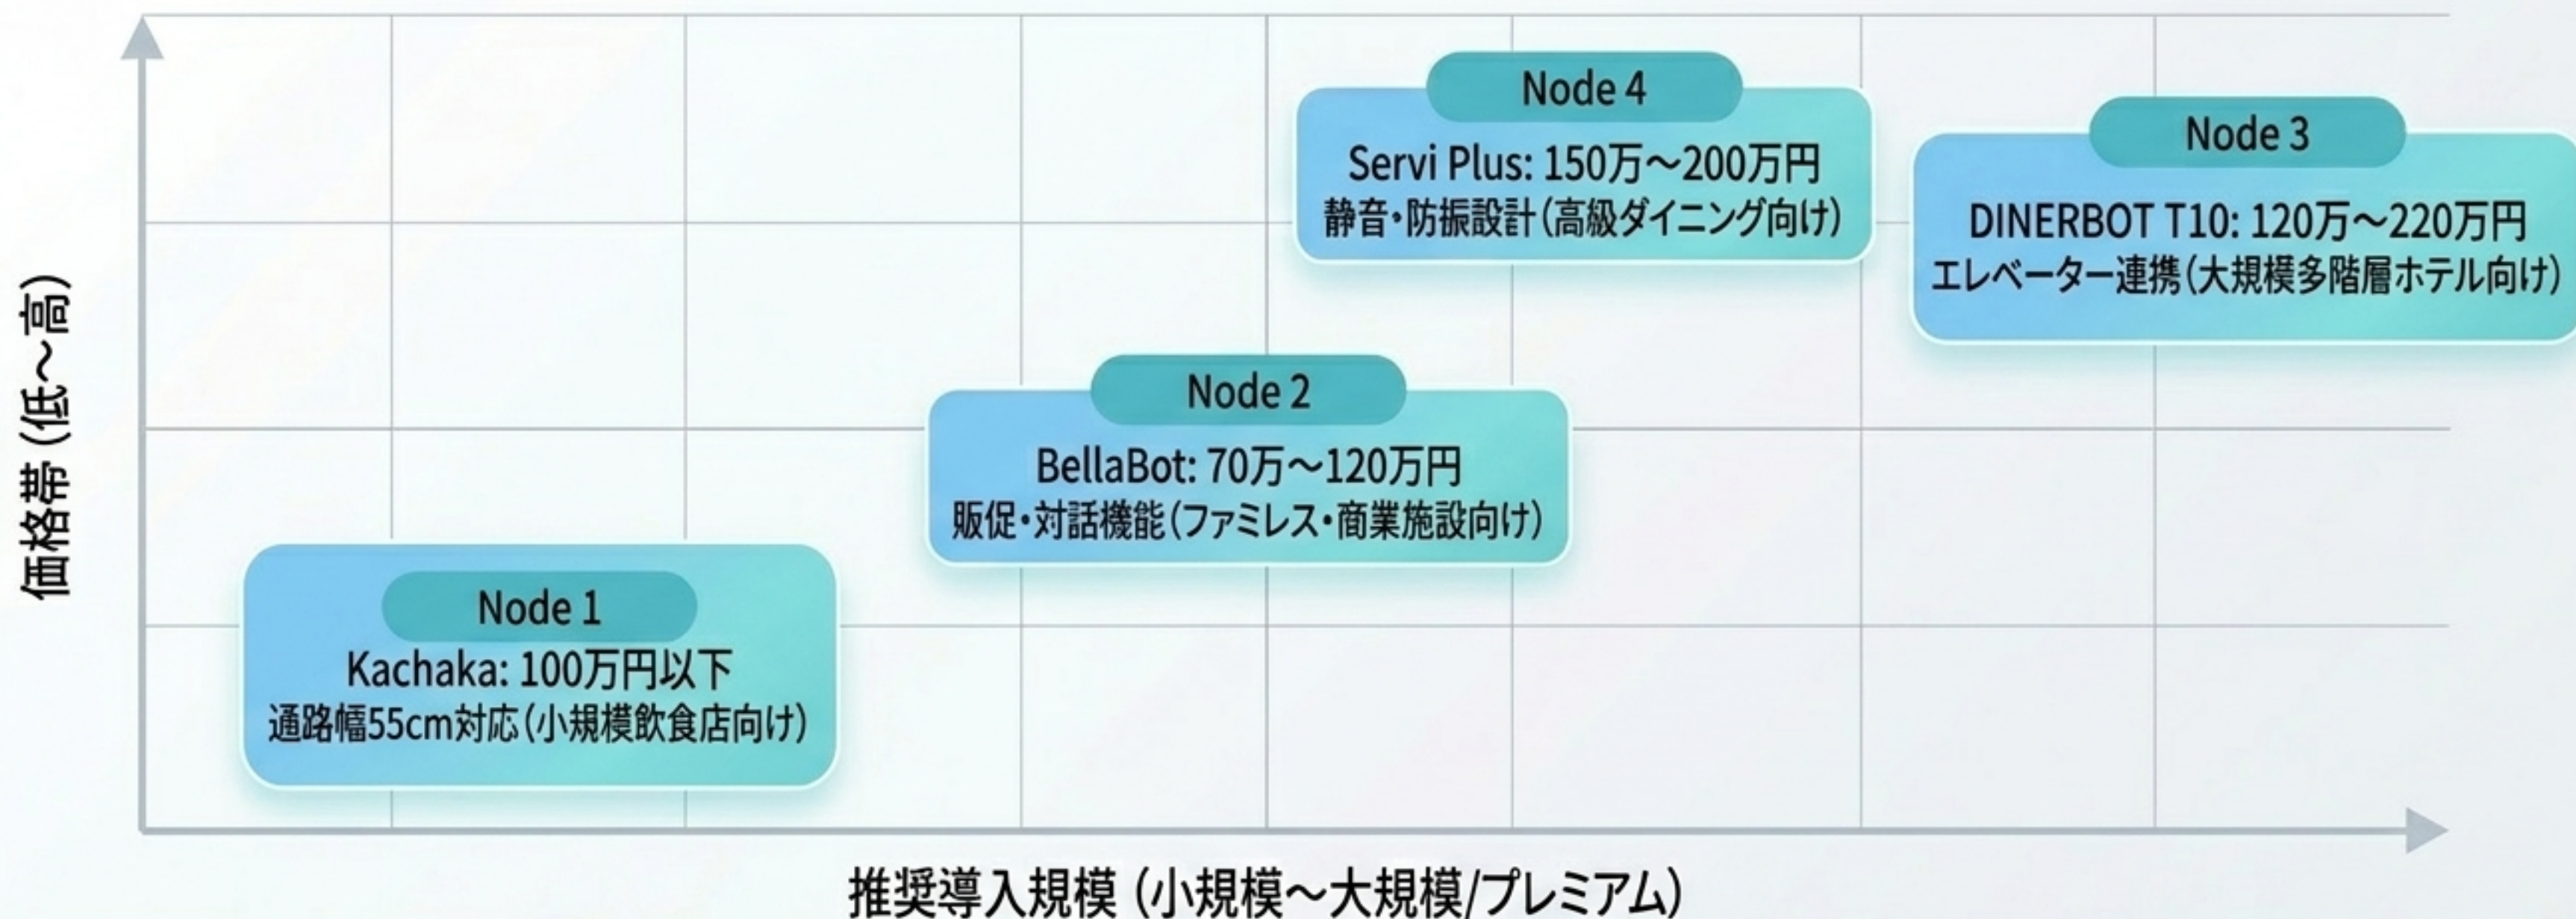 価格帯（低～高）
Node 4
Servi Plus: 150万～200万円
静音・防振設計（高級ダイニング向け）
Node 3
DINERBOT T10: 120万～220万円
エレベーター連携（大規模多階層ホテル向け）
Node 2
BellaBot: 70万～120万円
販促・対話機能（ファミレス・商業施設向け）
Node 1
Kachaka: 100万円以下
通路幅55cm対応（小規模飲食店向け）
推奨導入規模（小規模～大規模/プレミアム）